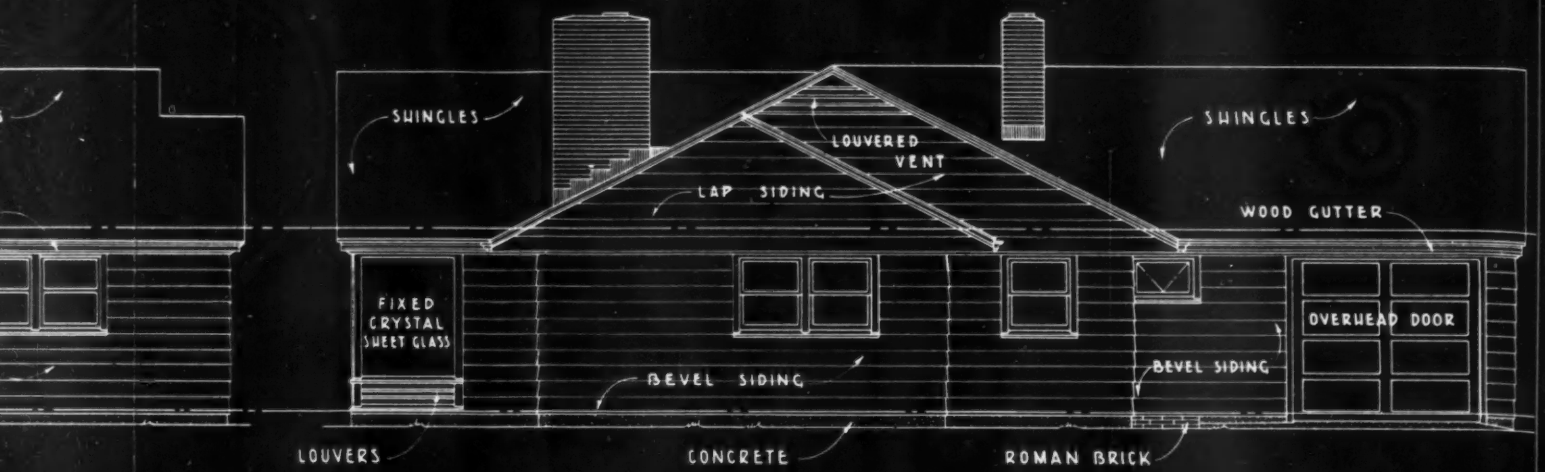 SHINGLES
SHINGLES
LOUVERED
VENT
LAP SIDING
WOOD GUTTER
FIXED
CRYSTAL
SHEET GLASS
OVERHEAD DOOR
BEVEL SIDING
BEVEL SIDING
LOUVERS
CONCRETE
ROMAN BRICK